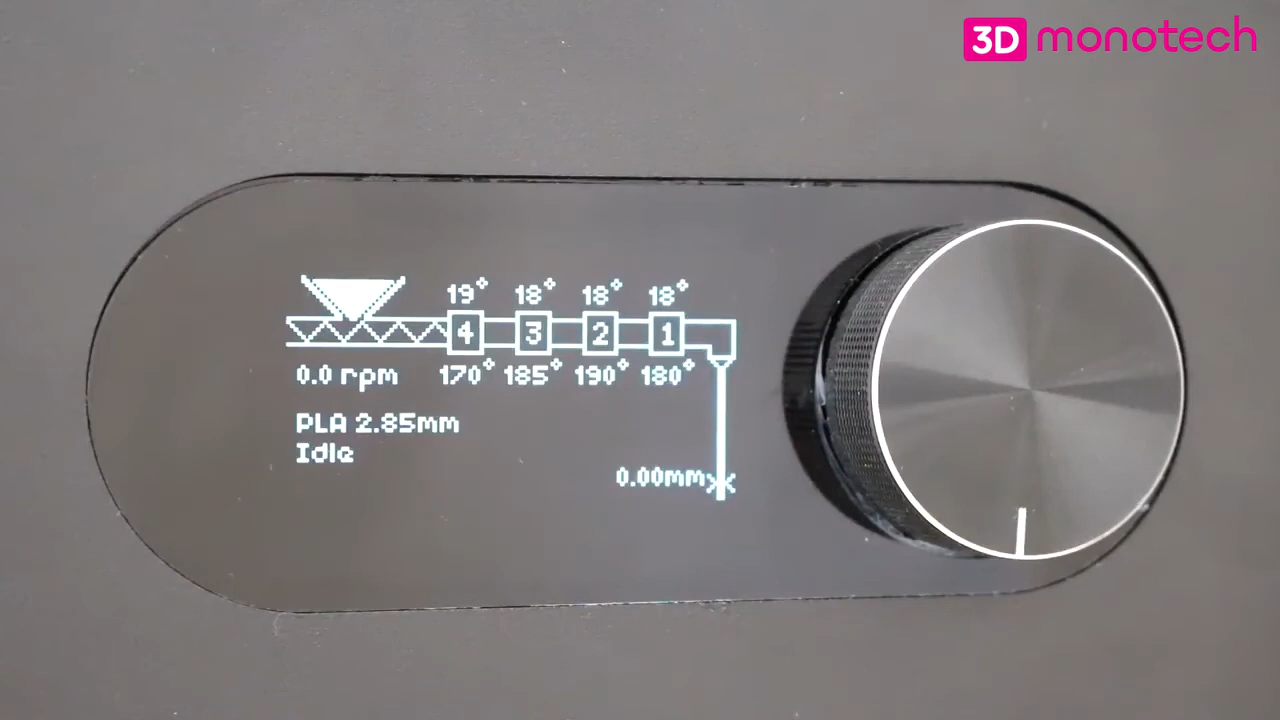 3D monotech
19° 18° 18° 18°
4 3 2 1
170° 185° 190° 180°
0.0 rpm
PLA 2.85mm
Idle
0.00mm